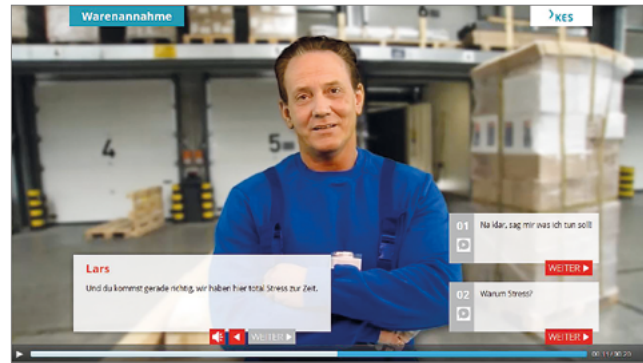 Warenannahme
KES
4
5
Lars
Und du kommst gerade richtig, wir haben hier total Stress zur Zeit.
WEITER
01
Na klar, sag mir was ich tun soll!
WEITER
02
Warum Stress?
WEITER